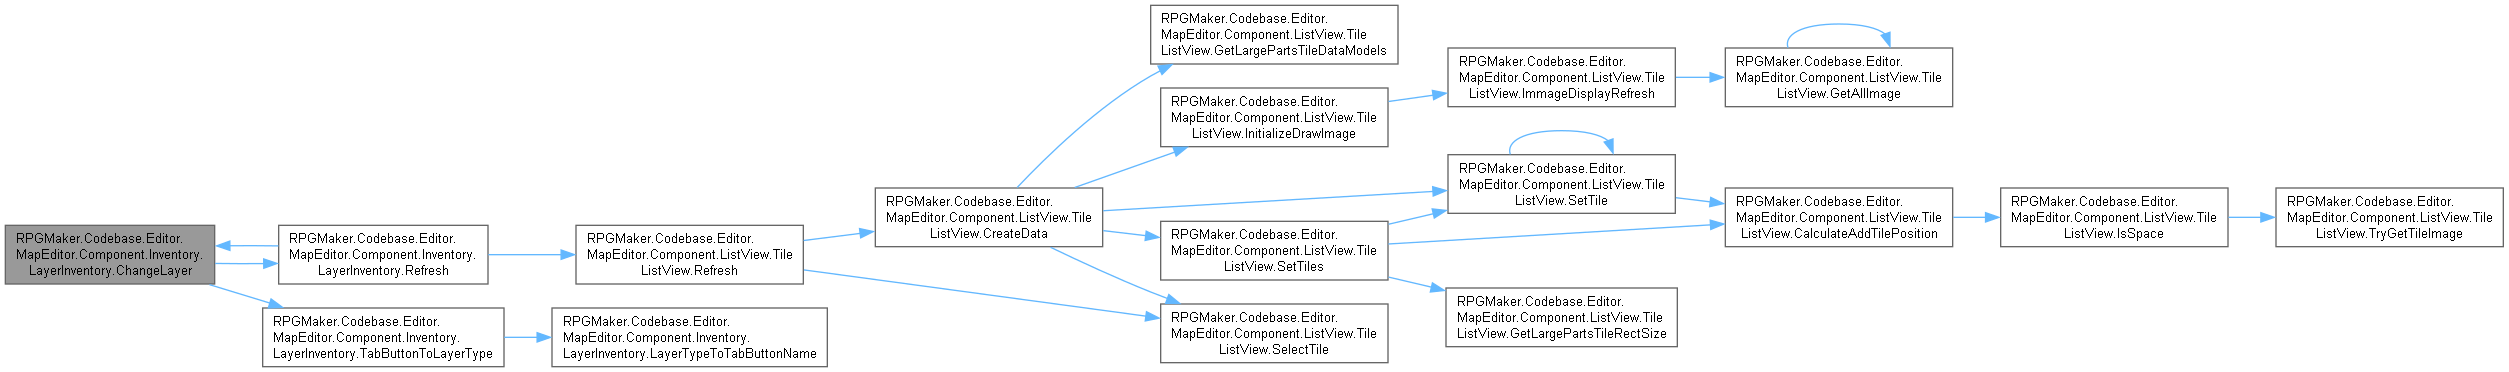 RPGMaker.Codebase.Editor.
MapEditor.Component.Inventory.
LayerInventory.ChangeLayer
RPGMaker.Codebase.Editor.
MapEditor.Component.Inventory.
LayerInventory.Refresh
RPGMaker.Codebase.Editor.
MapEditor.Component.Inventory.
LayerInventory.TabButtonToLayerType
RPGMaker.Codebase.Editor.
MapEditor.Component.ListView.Tile
ListView.Refresh
RPGMaker.Codebase.Editor.
MapEditor.Component.Inventory.
LayerInventory.LayerTypeToTabButtonName
RPGMaker.Codebase.Editor.
MapEditor.Component.ListView.Tile
ListView.CreateData
RPGMaker.Codebase.Editor.
MapEditor.Component.ListView.Tile
ListView.GetLargePartsTileDataModels
RPGMaker.Codebase.Editor.
MapEditor.Component.ListView.Tile
ListView.InitializeDrawImage
RPGMaker.Codebase.Editor.
MapEditor.Component.ListView.Tile
ListView.SetTiles
RPGMaker.Codebase.Editor.
MapEditor.Component.ListView.Tile
ListView.SelectTile
RPGMaker.Codebase.Editor.
MapEditor.Component.ListView.Tile
ListView.ImmageDisplayRefresh
RPGMaker.Codebase.Editor.
MapEditor.Component.ListView.Tile
ListView.SetTile
RPGMaker.Codebase.Editor.
MapEditor.Component.ListView.Tile
ListView.GetLargePartsTileRectSize
RPGMaker.Codebase.Editor.
MapEditor.Component.ListView.Tile
ListView.GetAllImage
RPGMaker.Codebase.Editor.
MapEditor.Component.ListView.Tile
ListView.CalculateAddTilePosition
RPGMaker.Codebase.Editor.
MapEditor.Component.ListView.Tile
ListView.IsSpace
RPGMaker.Codebase.Editor.
MapEditor.Component.ListView.Tile
ListView.TryGetTileImage